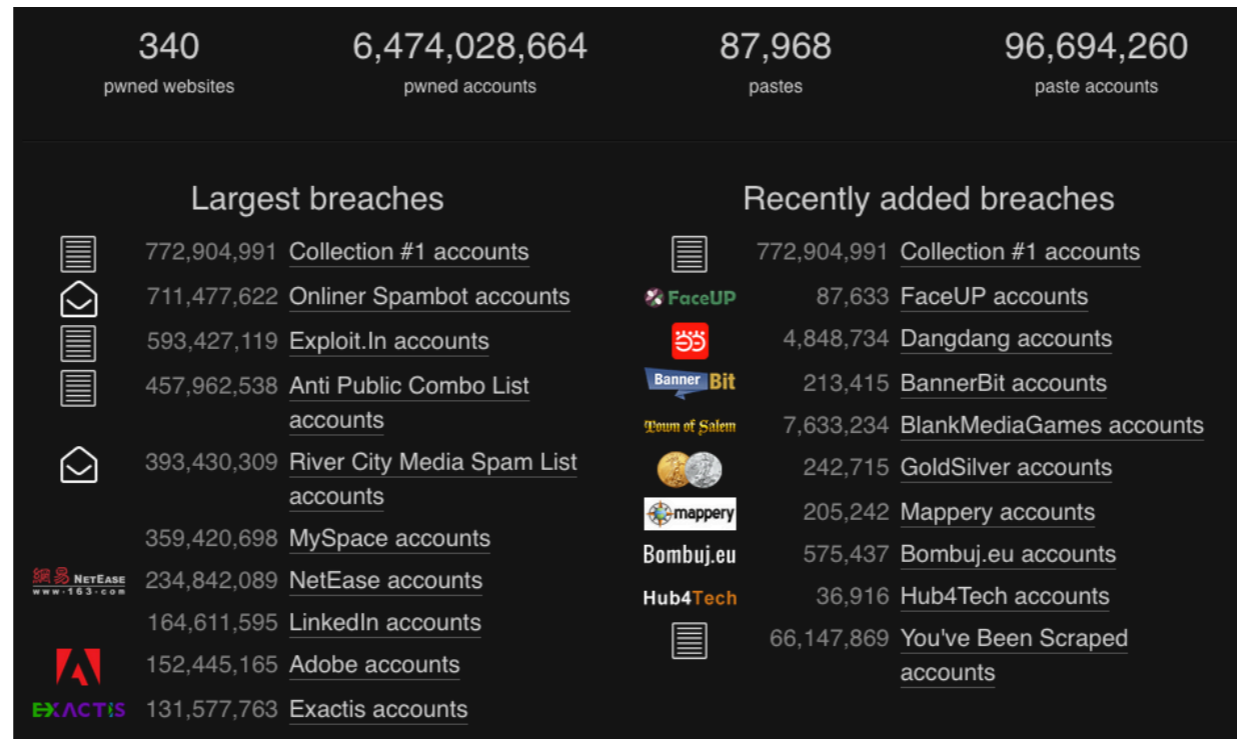 340
pwned websites
6,474,028,664
pwned accounts
87,968
pastes
96,694,260
paste accounts
Largest breaches
772,904,991 Collection #1 accounts
711,477,622 Onliner Spambot accounts
593,427,119 Exploit.In accounts
457,962,538 Anti Public Combo List
accounts
393,430,309 River City Media Spam List
accounts
359,420,698 MySpace accounts
網易 NETEASE
www.163.com
234,842,089 NetEase accounts
164,611,595 LinkedIn accounts
152,445,165 Adobe accounts
EXACTIS 131,577,763 Exactis accounts
Recently added breaches
772,904,991 Collection #1 accounts
FaceUP 87,633 FaceUP accounts
4,848,734 Dangdang accounts
Banner Bit 213,415 BannerBit accounts
Town of Salem 7,633,234 BlankMediaGames accounts
242,715 GoldSilver accounts
mappery 205,242 Mappery accounts
Bombuj.eu 575,437 Bombuj.eu accounts
Hub4Tech 36,916 Hub4Tech accounts
66,147,869 You've Been Scraped
accounts